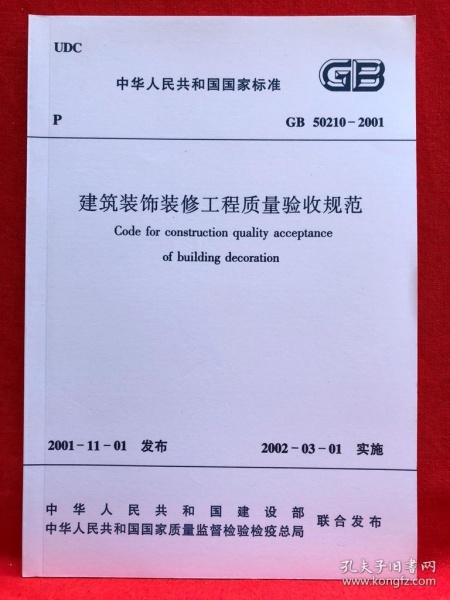 UDC
中华人民共和国国家标准
GB
P
GB 50210-2001
建筑装饰装修工程质量验收规范
Code for construction quality acceptance
of building decoration
2001-11-01 发布
2002-03-01 实施
中华人民共和国建设部
中华人民共和国国家质量监督检验检疫总局
联合发布
孔夫子旧书网
www.kongfz.com